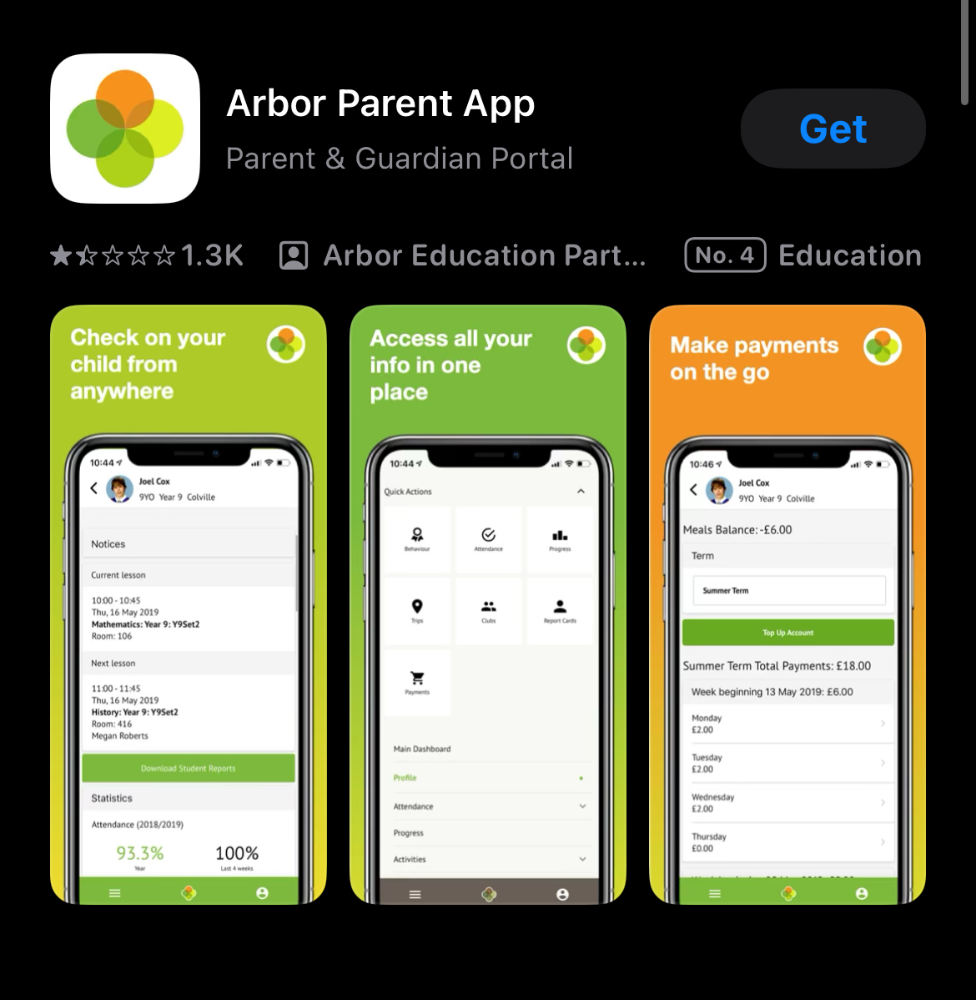 Arbor Parent App
Parent & Guardian Portal
Get
1.3K
Arbor Education Part...
No. 4
Education
Check on your
child from
anywhere
10:44
Joel Cox
9YO Year 9 Colville
Notices
Current lesson
10:00 - 10:45
Thu, 16 May 2019
Mathematics: Year 9: Y9Set2
Room: 106
Next lesson
11:00 - 11:45
Thu, 16 May 2019
History: Year 9: Y9Set2
Room: 416
Megan Roberts
Download Student Reports
Statistics
Attendance (2018/2019)
93.3% 100%
Year Last 4 weeks
Access all your
info in one
place
10:44
Quick Actions
Behaviour Attendance Progress
Trips Clubs Report Cards
Payments
Main Dashboard
Profile
Attendance
Progress
Activities
Make payments
on the go
10:46
Joel Cox
9YO Year 9 Colville
Meals Balance: -£6.00
Term
Summer Term
Top Up Account
Summer Term Total Payments: £18.00
Week beginning 13 May 2019: £6.00
Monday
£2.00
Tuesday
£2.00
Wednesday
£2.00
Thursday
£0.00